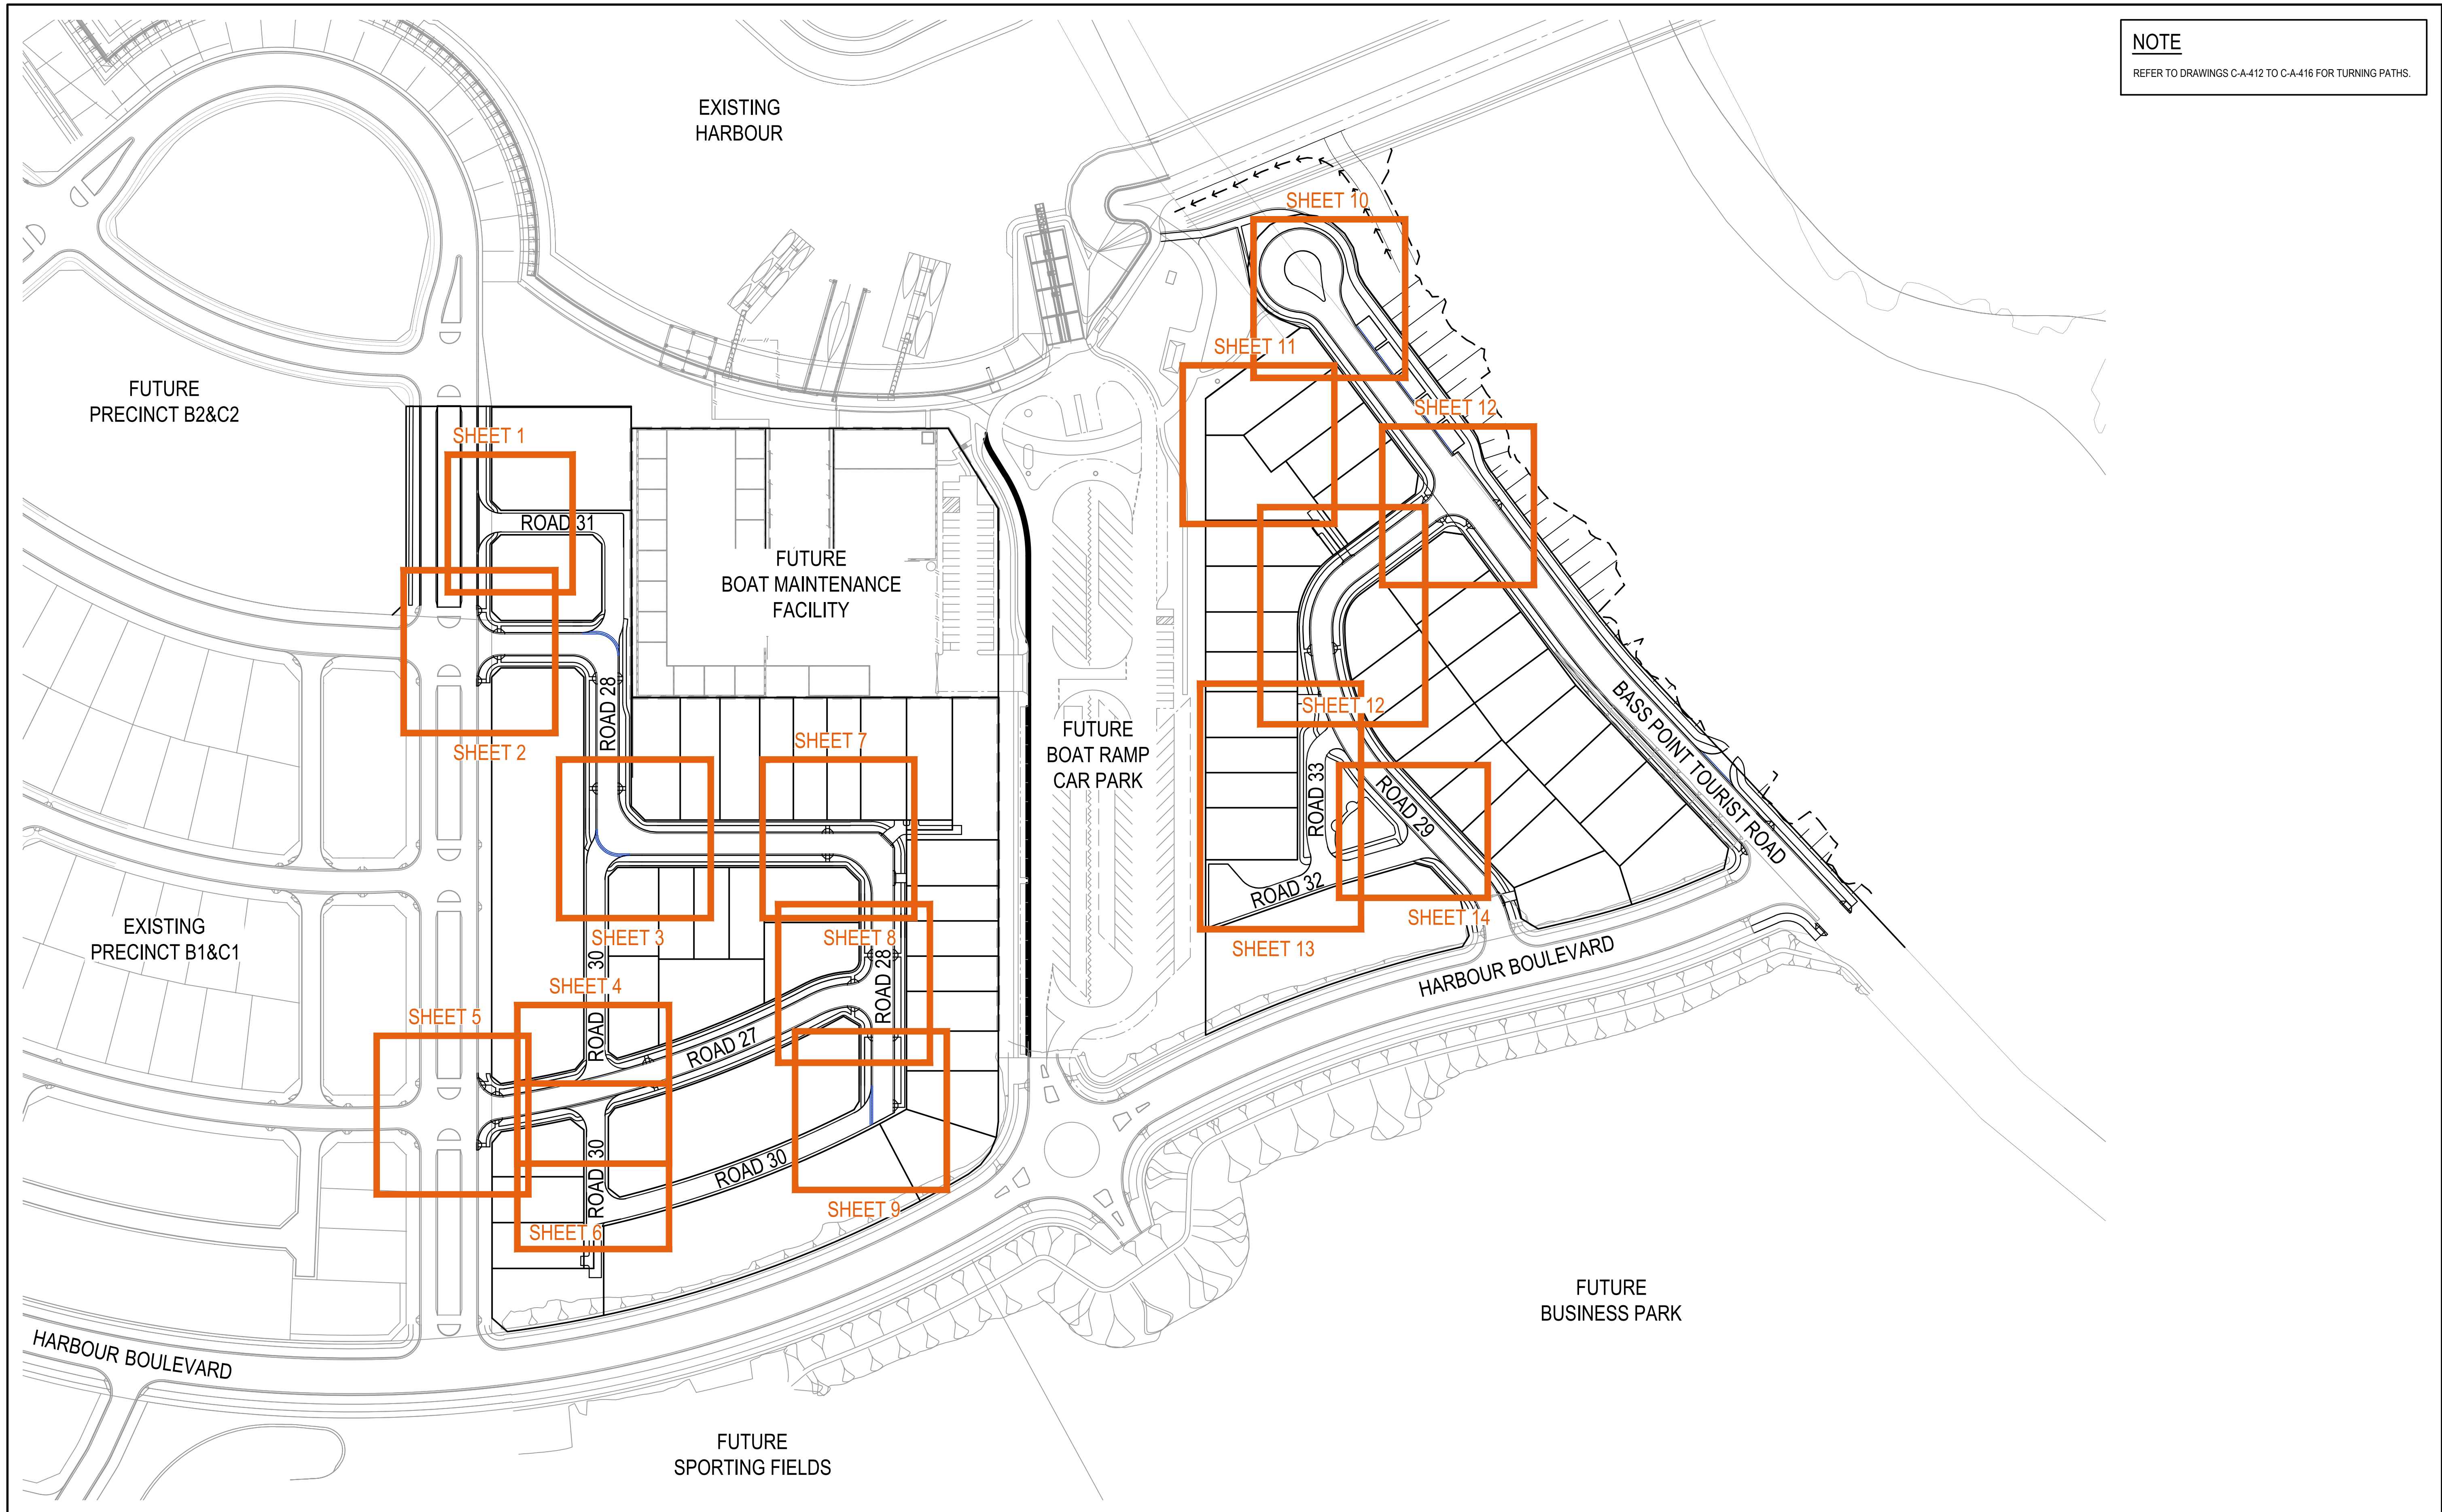 NOTE
REFER TO DRAWINGS C-A-412 TO C-A-416 FOR TURNING PATHS.
EXISTING
HARBOUR
SHEET 10
SHEET 11
FUTURE
PRECINCT B2&C2
SHEET 12
SHEET 1
ROAD 31
FUTURE
BOAT MAINTENANCE
FACILITY
ROAD 28
SHEET 2
SHEET 7
FUTURE
BOAT RAMP
CAR PARK
SHEET 12
BASS POINT TOURIST ROAD
ROAD 33
ROAD 29
ROAD 32
SHEET 14
SHEET 13
EXISTING
PRECINCT B1&C1
SHEET 3
SHEET 8
ROAD 28
HARBOUR BOULEVARD
SHEET 4
ROAD 30
SHEET 5
ROAD 27
ROAD 30
ROAD 30
SHEET 9
SHEET 6
FUTURE
BUSINESS PARK
HARBOUR BOULEVARD
FUTURE
SPORTING FIELDS